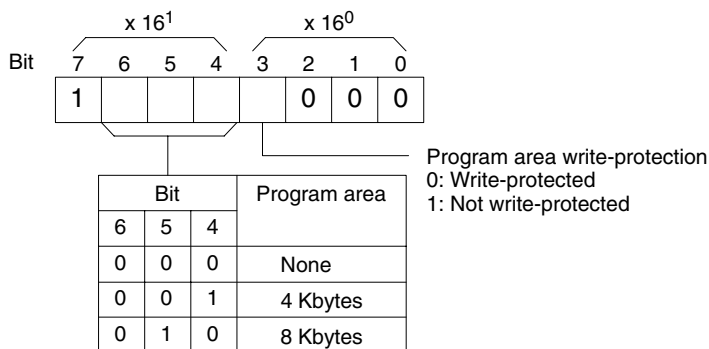 x 16¹ x 16⁰
Bit 7 6 5 4 3 2 1 0
1 0 0 0
Program area write-protection
0: Write-protected
1: Not write-protected
Bit Program area
6 5 4
0 0 0 None
0 0 1 4 Kbytes
0 1 0 8 Kbytes